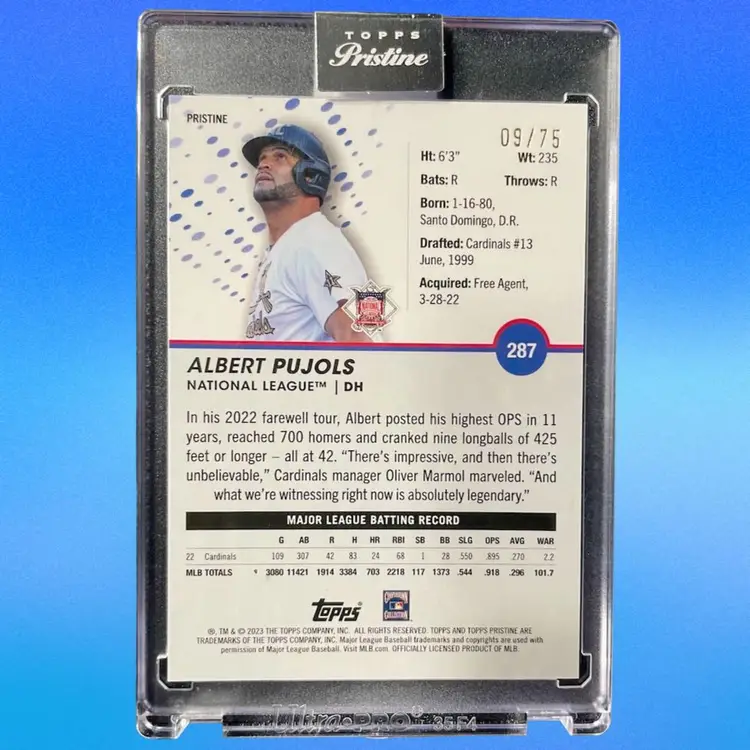 TOPPS
Pristine
PRISTINE
09/75
Ht: 6'3" Wt: 235
Bats: R Throws: R
Born: 1-16-80,
Santo Domingo, D.R.
Drafted: Cardinals #13
June, 1999
Acquired: Free Agent,
3-28-22
287
ALBERT PUJOLS
NATIONAL LEAGUE™ | DH
In his 2022 farewell tour, Albert posted his highest OPS in 11
years, reached 700 homers and cranked nine longballs of 425
feet or longer – all at 42. “There's impressive, and then there's
unbelievable,” Cardinals manager Oliver Marmol marveled. “And
what we're witnessing right now is absolutely legendary.”
MAJOR LEAGUE BATTING RECORD
G AB R H HR RBI SB BB SLG OPS AVG WAR
22 Cardinals 109 307 42 83 24 68 1 28 .550 .895 .270 2.2
MLB TOTALS 3080 11421 1914 3384 703 2218 117 1373 .544 .918 .296 101.7
topps
®, TM & © 2023 THE TOPPS COMPANY, INC. ALL RIGHTS RESERVED. TOPPS AND TOPPS PRISTINE ARE
TRADEMARKS OF THE TOPPS COMPANY, INC. Major League Baseball trademarks and copyrights are used with
permission of Major League Baseball. Visit MLB.com. OFFICIALLY LICENSED PRODUCT OF MLB.
Ultra-PRO